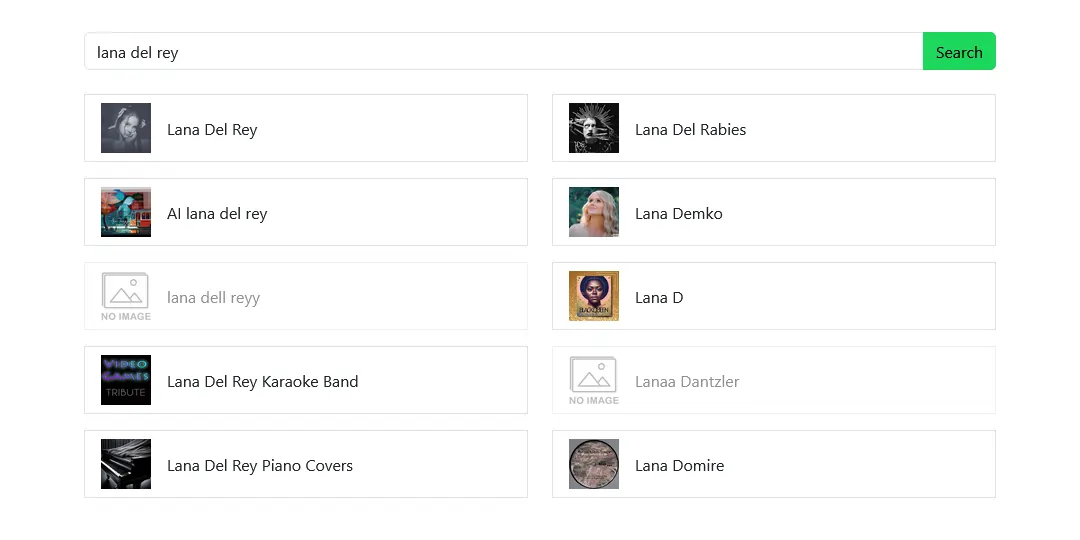 lana del rey
Search
Lana Del Rey
Lana Del Rabies
AI lana del rey
Lana Demko
NO IMAGE
lana dell reyy
Lana D
VIDEO
GAMES
TRIBUTE
Lana Del Rey Karaoke Band
NO IMAGE
Lanaa Dantzler
Lana Del Rey Piano Covers
Lana Domire